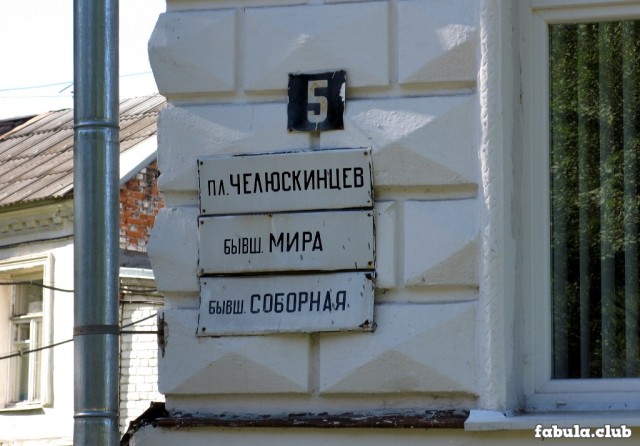 5
ПЛ. ЧЕЛЮСКИНЦЕВ
БЫВШ. МИРА
БЫВШ. СОБОРНАЯ
fabula.club